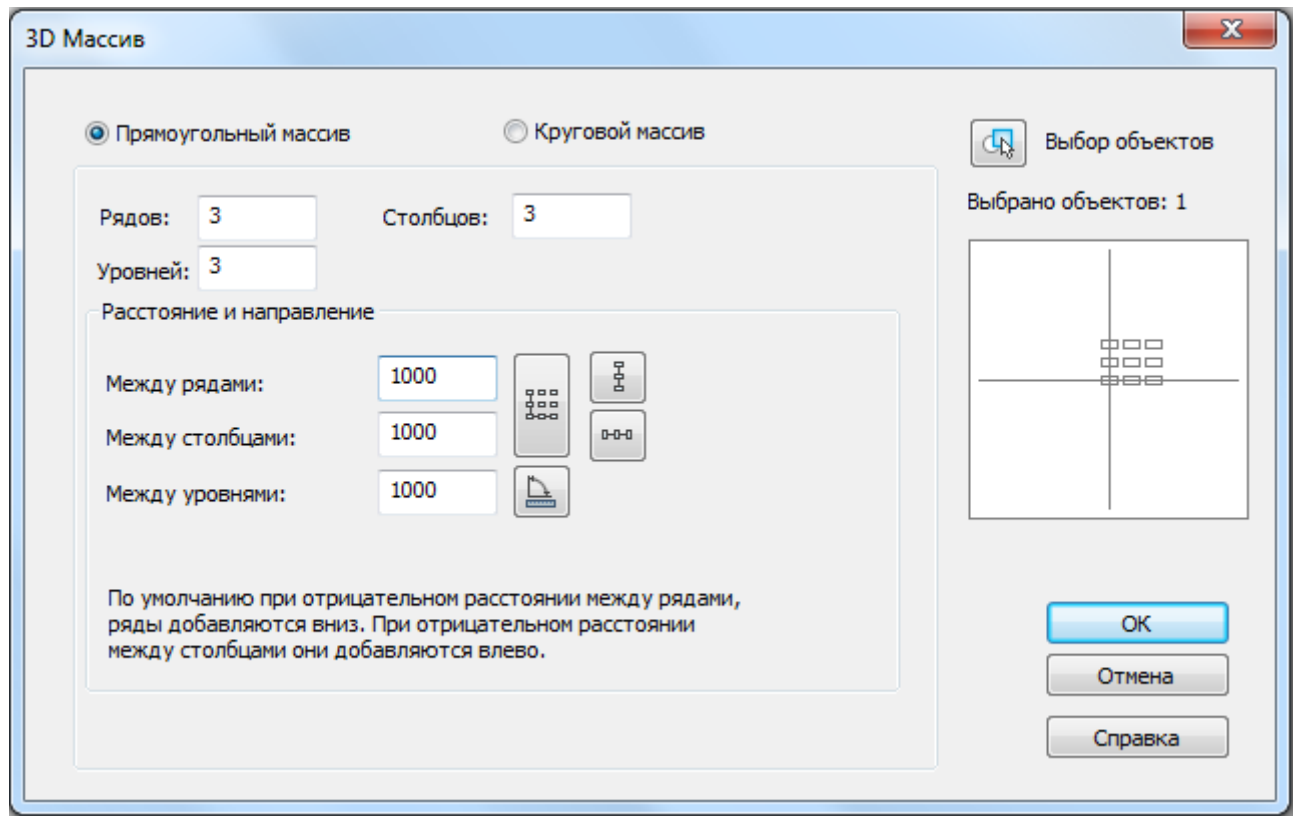 3D Массив
Прямоугольный массив
Круговой массив
Выбор объектов
Выбрано объектов: 1
Рядов: 3
Столбцов: 3
Уровней: 3
Расстояние и направление
Между рядами: 1000
Между столбцами: 1000
Между уровнями: 1000
По умолчанию при отрицательном расстоянии между рядами,
ряды добавляются вниз. При отрицательном расстоянии
между столбцами они добавляются влево.
ОК
Отмена
Справка